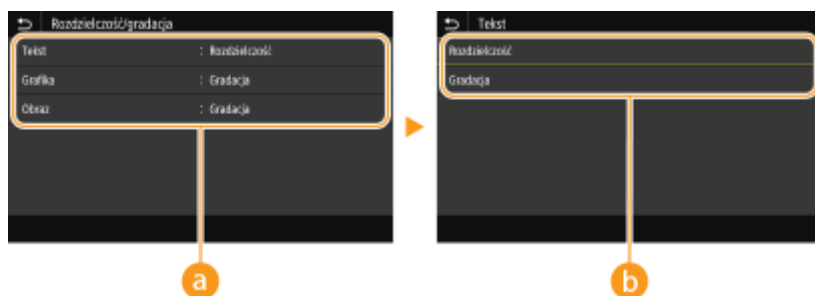 Rozdzielczość/gradacja
Tekst : Rozdzielczość
Grafika : Gradacja
Obraz : Gradacja
a
Tekst
Rozdzielczość
Gradacja
b